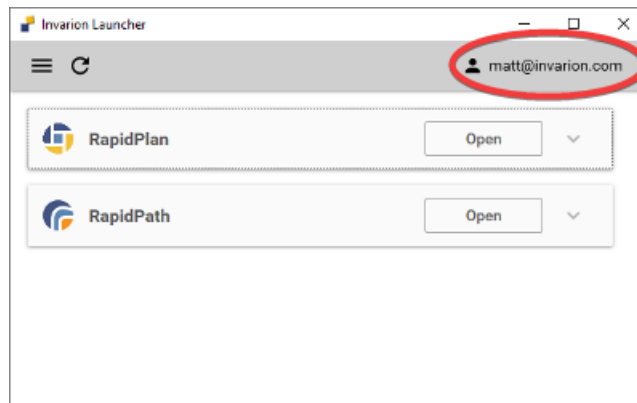 Invarion Launcher
matt@invarion.com
RapidPlan Open
RapidPath Open